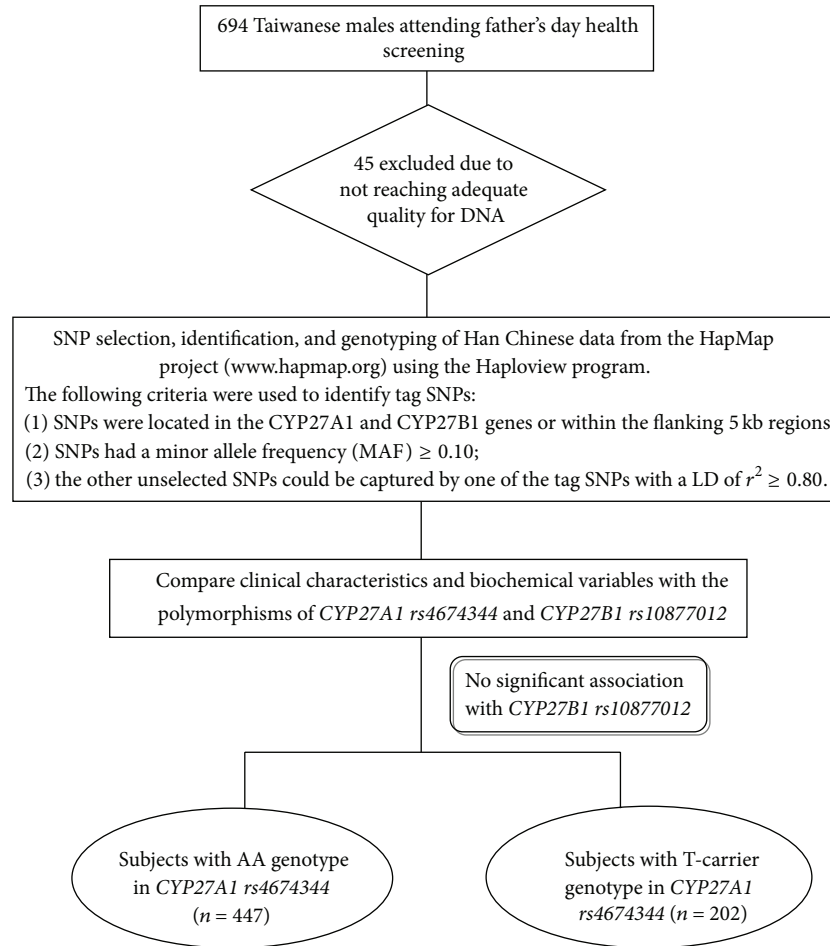 694 Taiwanese males attending father's day health
screening
45 excluded due to
not reaching adequate
quality for DNA
SNP selection, identification, and genotyping of Han Chinese data from the HapMap
project (www.hapmap.org) using the Haploview program.
The following criteria were used to identify tag SNPs:
(1) SNPs were located in the CYP27A1 and CYP27B1 genes or within the flanking 5 kb regions
(2) SNPs had a minor allele frequency (MAF) ≥ 0.10;
(3) the other unselected SNPs could be captured by one of the tag SNPs with a LD of r² ≥ 0.80.
Compare clinical characteristics and biochemical variables with the
polymorphisms of CYP27A1 rs4674344 and CYP27B1 rs10877012
No significant association
with CYP27B1 rs10877012
Subjects with AA genotype
in CYP27A1 rs4674344
(n = 447)
Subjects with T-carrier
genotype in CYP27A1
rs4674344 (n = 202)